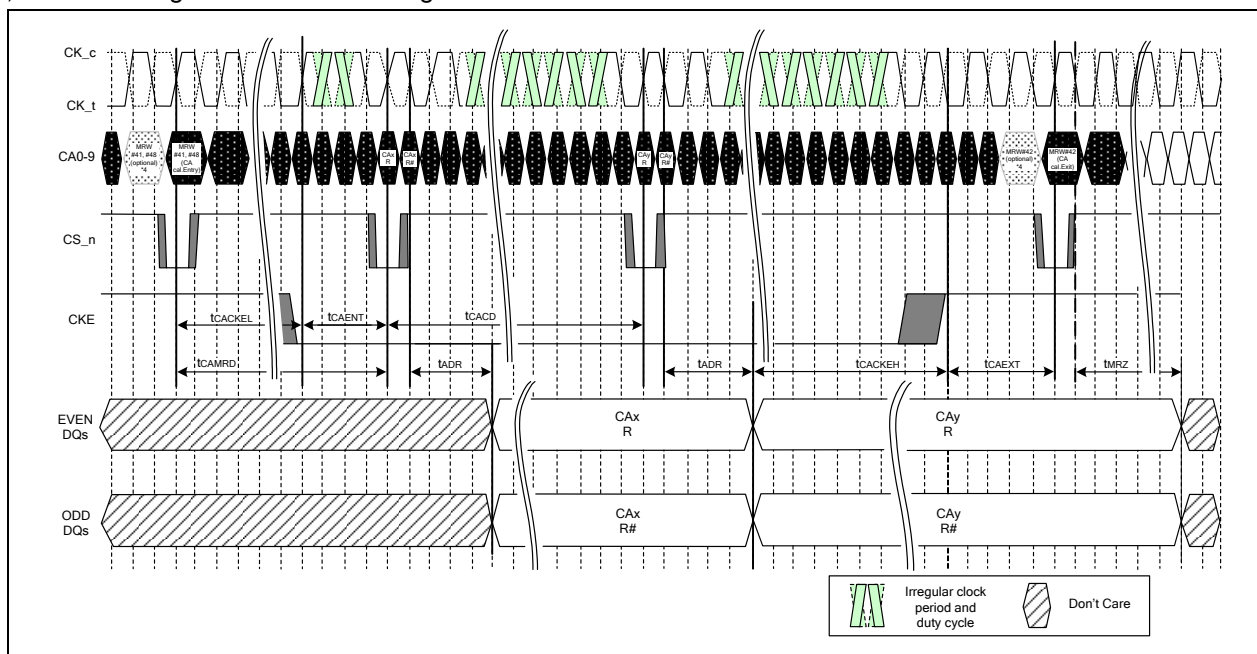 CK_c
CK_t
CA0-9
MRW
#41, #48
(optional)
*4
MRW
#41, #48
(CA
cal.Entry)
CAx
R
CAx
R#
CAy
R
CAy
R#
MRW#42
(optional)
*4
MRW#42
(CA
cal.Exit)
CS_n
CKE
tCACKEL
tCAENT
tCACD
tCAMRD
tADR
tADR
tCACKEH
tCAEXT
tMRZ
EVEN
DQs
CAx
R
CAy
R
ODD
DQs
CAx
R#
CAy
R#
Irregular clock
period and
duty cycle
Don't Care